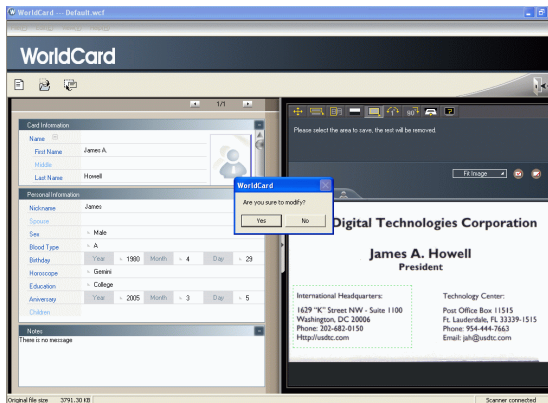 WorldCard --- Default.wcf
WorldCard
1/1
Card Information
Name
First Name James A.
Middle
Last Name Howell
Personal Information
Nickname James
Spouse
Sex Male
Blood Type A
Birthday Year 1980 Month 4 Day 29
Horoscope Gemini
Education College
Aniversary Year 2005 Month 3 Day 5
Children
Notes
There is no message
90°
Please select the area to save, the rest will be removed.
Fit Image
WorldCard
Are you sure to modify?
Yes No
Digital Technologies Corporation
James A. Howell
President
International Headquarters:
1629 "K" Street NW - Suite 1100
Washington, DC 20006
Phone: 202-682-0150
Http://usdtc.com
Technology Center:
Post Office Box 11515
Ft. Lauderdale, FL 33339-1515
Phone: 954-444-7663
Email: jah@usdtc.com
Original file size 3791.30 KB
Scanner connected